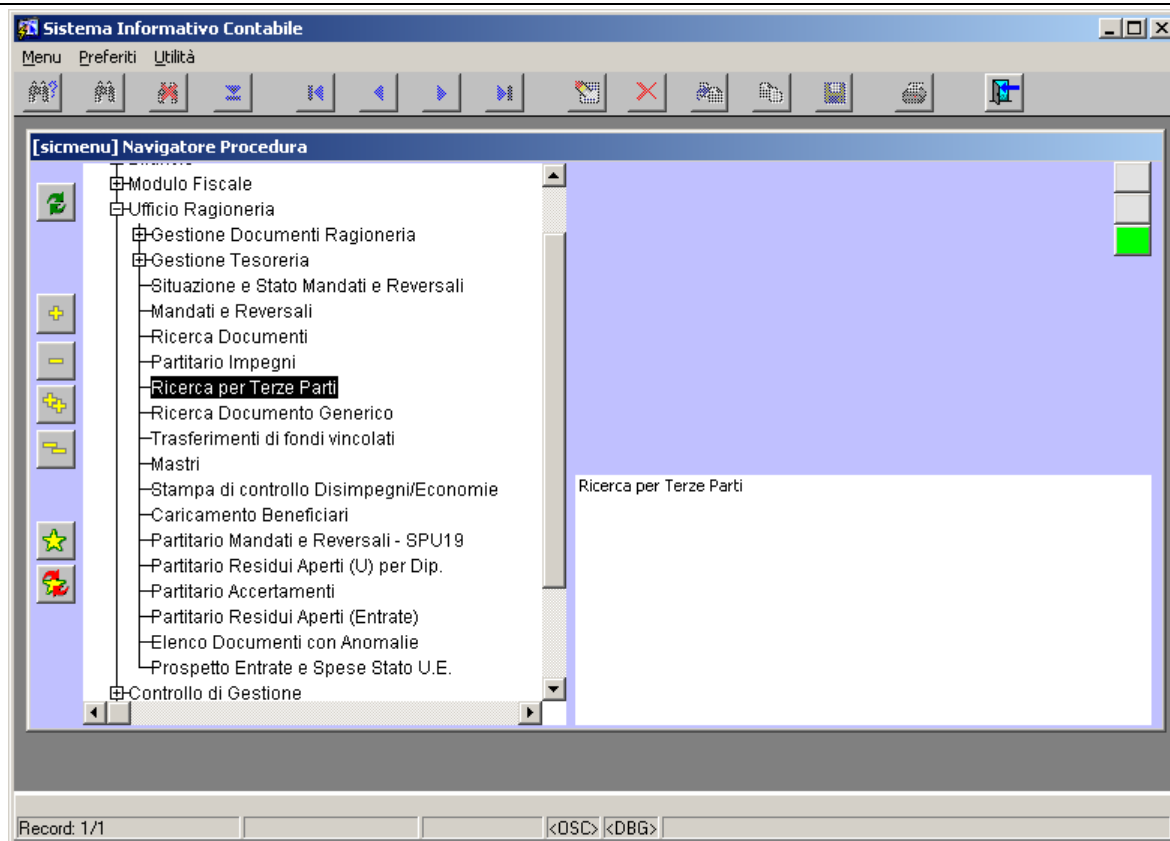 Sistema Informativo Contabile
Menu Preferiti Utilità
[sicmenu] Navigatore Procedura
Modulo Fiscale
Ufficio Ragioneria
Gestione Documenti Ragioneria
Gestione Tesoreria
Situazione e Stato Mandati e Reversali
Mandati e Reversali
Ricerca Documenti
Partitario Impegni
Ricerca per Terze Parti
Ricerca Documento Generico
Trasferimenti di fondi vincolati
Mastri
Stampa di controllo Disimpegni/Economie
Ricerca per Terze Parti
Caricamento Beneficiari
Partitario Mandati e Reversali - SPU19
Partitario Residui Aperti (U) per Dip.
Partitario Accertamenti
Partitario Residui Aperti (Entrate)
Elenco Documenti con Anomalie
Prospetto Entrate e Spese Stato U.E.
Controllo di Gestione
Record: 1/1 <OSC> <DBG>